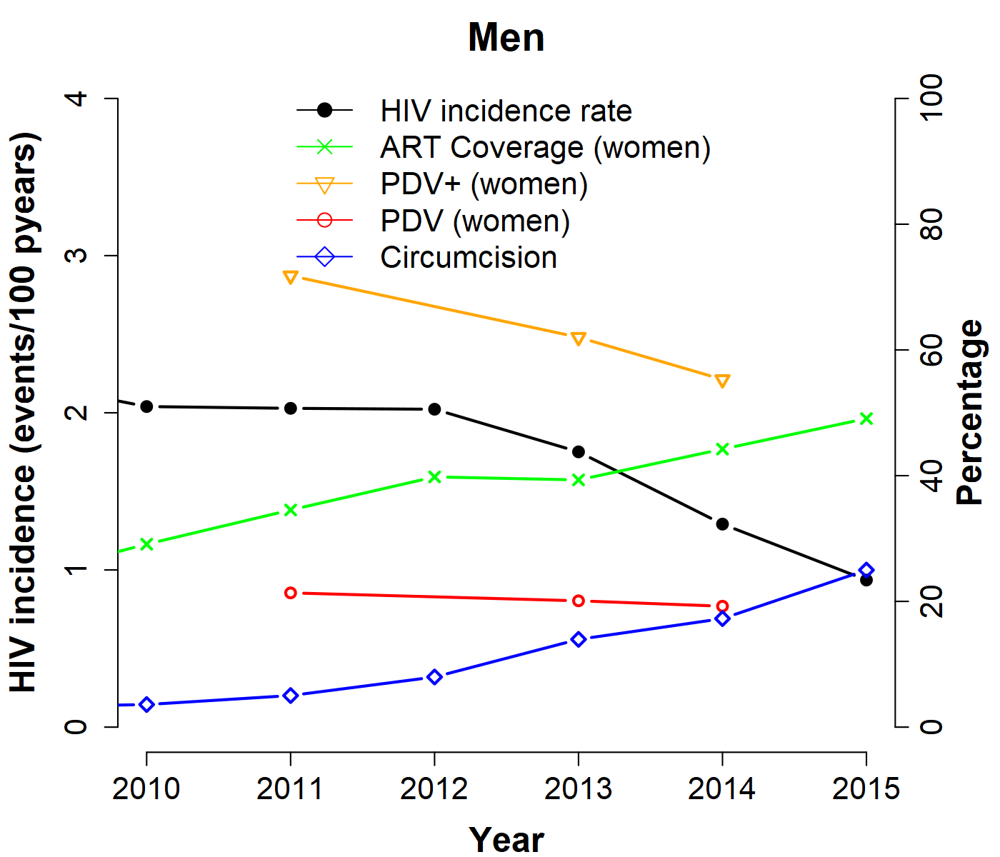 Men
HIV incidence rate
ART Coverage (women)
PDV+ (women)
PDV (women)
Circumcision
HIV incidence (events/100 pyears)
4
3
2
1
0
Percentage
100
80
60
40
20
0
2010 2011 2012 2013 2014 2015
Year